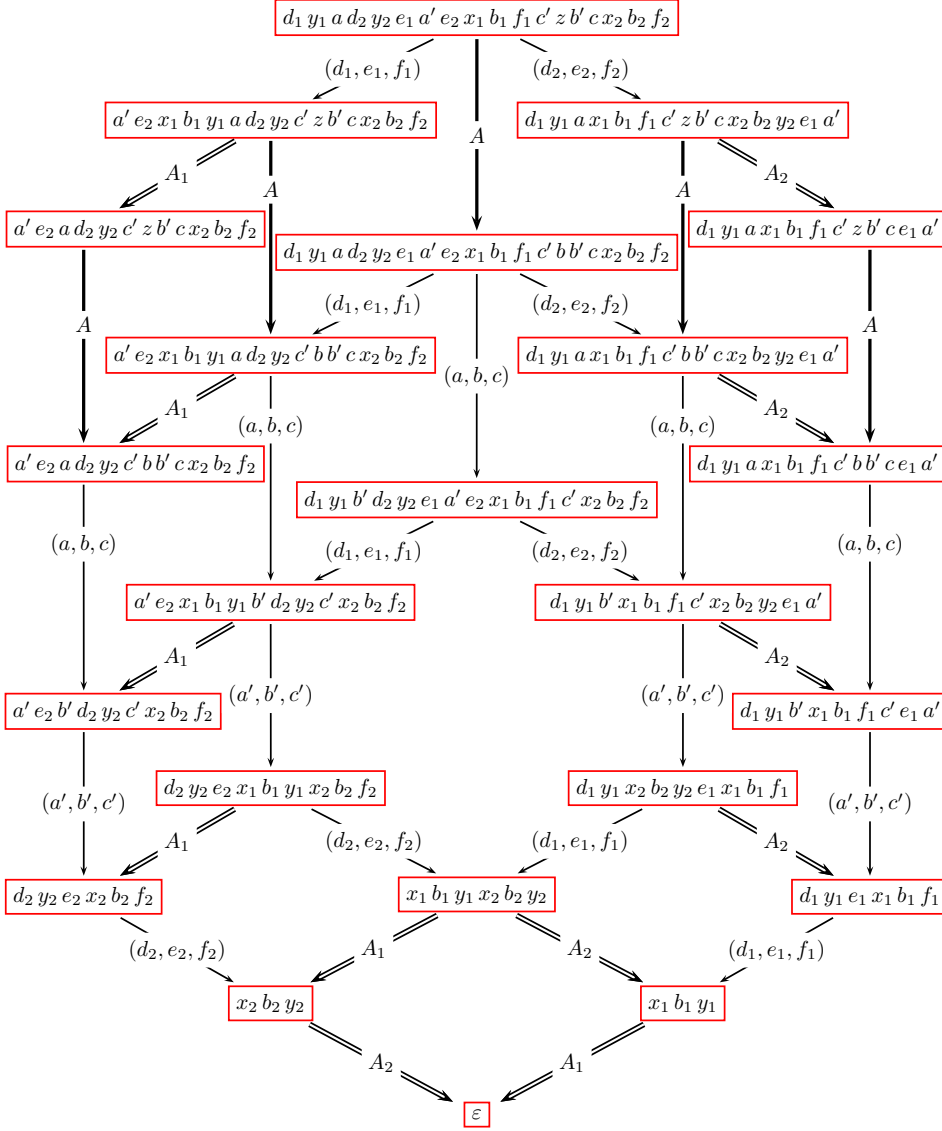 d₁ y₁ a d₂ y₂ e₁ a′ e₂ x₁ b₁ f₁ c′ z b′ c x₂ b₂ f₂
(d₁, e₁, f₁) (d₂, e₂, f₂)
a′ e₂ x₁ b₁ y₁ a d₂ y₂ c′ z b′ c x₂ b₂ f₂ d₁ y₁ a x₁ b₁ f₁ c′ z b′ c x₂ b₂ y₂ e₁ a′
A
A₁ A₂
A A
a′ e₂ a d₂ y₂ c′ z b′ c x₂ b₂ f₂ d₁ y₁ a x₁ b₁ f₁ c′ z b′ c e₁ a′
d₁ y₁ a d₂ y₂ e₁ a′ e₂ x₁ b₁ f₁ c′ b b′ c x₂ b₂ f₂
(d₁, e₁, f₁) (d₂, e₂, f₂)
A A
a′ e₂ x₁ b₁ y₁ a d₂ y₂ c′ b b′ c x₂ b₂ f₂ d₁ y₁ a x₁ b₁ f₁ c′ b b′ c x₂ b₂ y₂ e₁ a′
(a, b, c)
A₁ A₂
(a, b, c) (a, b, c)
a′ e₂ a d₂ y₂ c′ b b′ c x₂ b₂ f₂ d₁ y₁ a x₁ b₁ f₁ c′ b b′ c e₁ a′
d₁ y₁ b′ d₂ y₂ e₁ a′ e₂ x₁ b₁ f₁ c′ x₂ b₂ f₂
(a, b, c) (d₁, e₁, f₁) (d₂, e₂, f₂) (a, b, c)
a′ e₂ x₁ b₁ y₁ b′ d₂ y₂ c′ x₂ b₂ f₂ d₁ y₁ b′ x₁ b₁ f₁ c′ x₂ b₂ y₂ e₁ a′
A₁ A₂
(a′, b′, c′) (a′, b′, c′)
a′ e₂ b′ d₂ y₂ c′ x₂ b₂ f₂ d₁ y₁ b′ x₁ b₁ f₁ c′ e₁ a′
d₂ y₂ e₂ x₁ b₁ y₁ x₂ b₂ f₂ d₁ y₁ x₂ b₂ y₂ e₁ x₁ b₁ f₁
(a′, b′, c′) (a′, b′, c′)
A₁ (d₂, e₂, f₂) (d₁, e₁, f₁) A₂
d₂ y₂ e₂ x₂ b₂ f₂ x₁ b₁ y₁ x₂ b₂ y₂ d₁ y₁ e₁ x₁ b₁ f₁
(d₂, e₂, f₂) A₁ A₂ (d₁, e₁, f₁)
x₂ b₂ y₂ x₁ b₁ y₁
A₂ A₁
ε